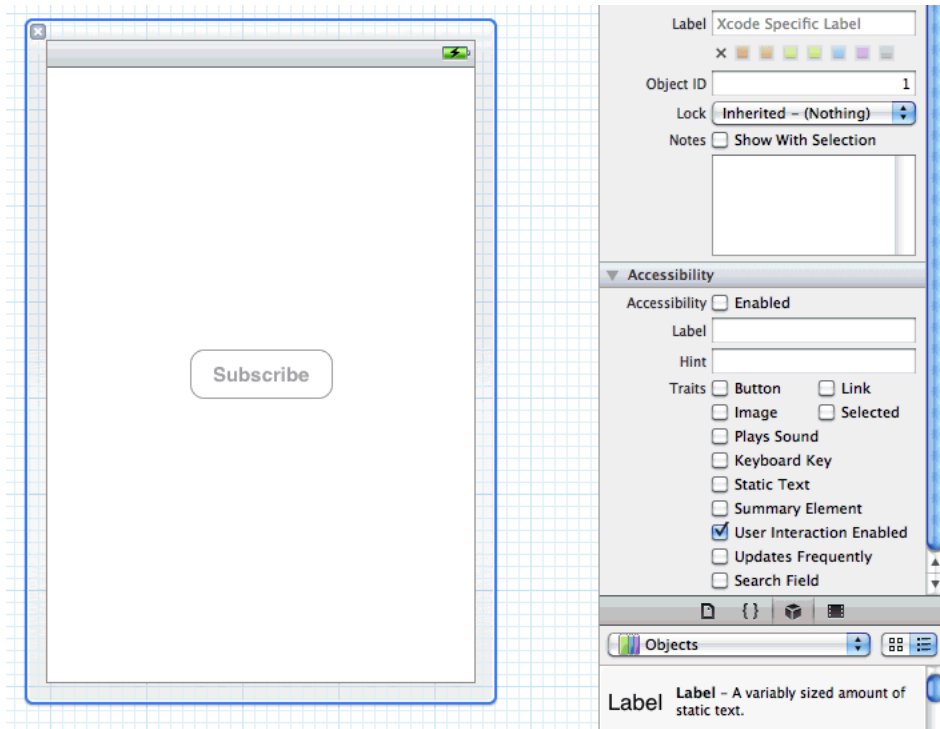 Subscribe
Label Xcode Specific Label
Object ID 1
Lock Inherited – (Nothing)
Notes Show With Selection
Accessibility
Accessibility Enabled
Label
Hint
Traits Button Link
Image Selected
Plays Sound
Keyboard Key
Static Text
Summary Element
User Interaction Enabled
Updates Frequently
Search Field
{}
Objects
Label Label – A variably sized amount of
static text.